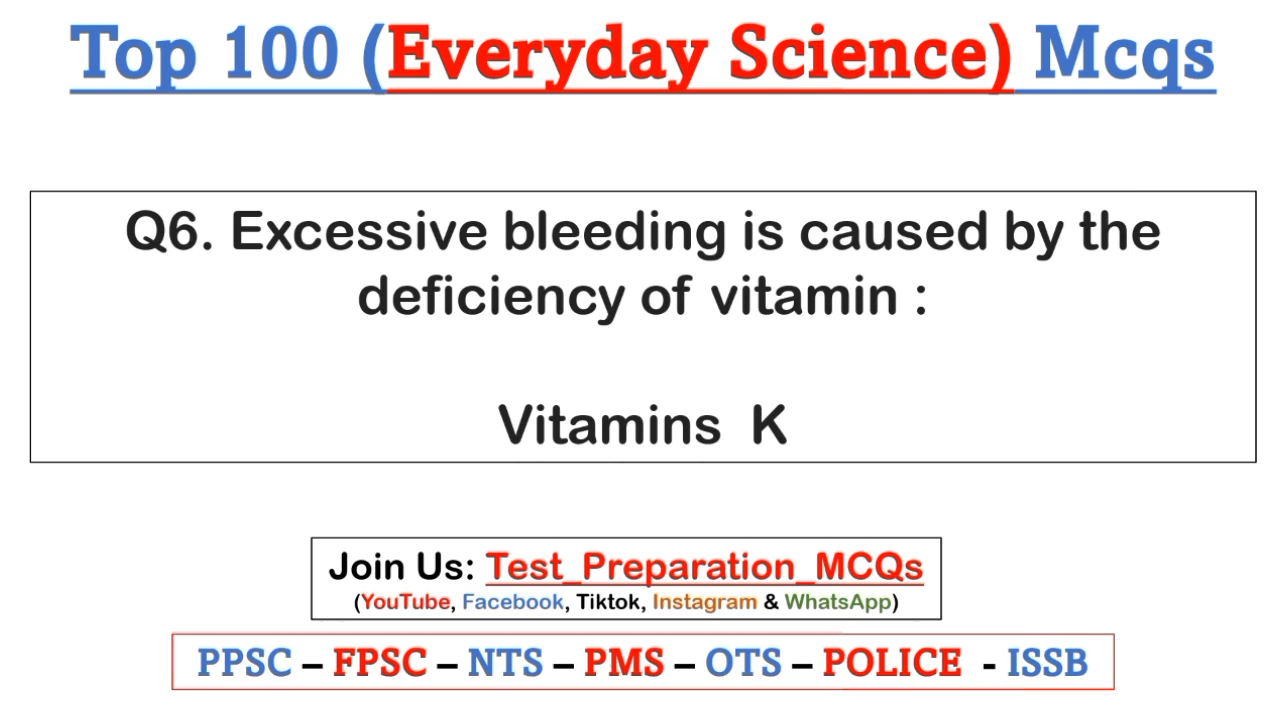 Top 100 (Everyday Science) Mcqs
Q6. Excessive bleeding is caused by the
deficiency of vitamin :
Vitamins K
Join Us: Test_Preparation_MCQs
(YouTube, Facebook, Tiktok, Instagram & WhatsApp)
PPSC – FPSC – NTS – PMS – OTS – POLICE - ISSB